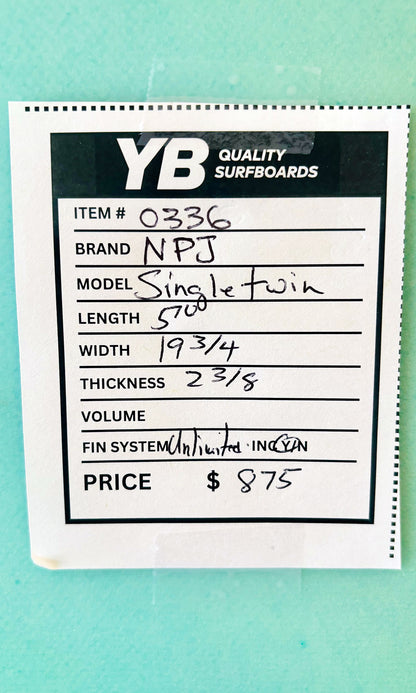 YB QUALITY
SURFBOARDS
ITEM # 0336
BRAND NPJ
MODEL Singletwin
LENGTH 5'10"
WIDTH 19 3/4
THICKNESS 2 3/8
VOLUME
FIN SYSTEM Unlimited INC Y/N
PRICE $ 875